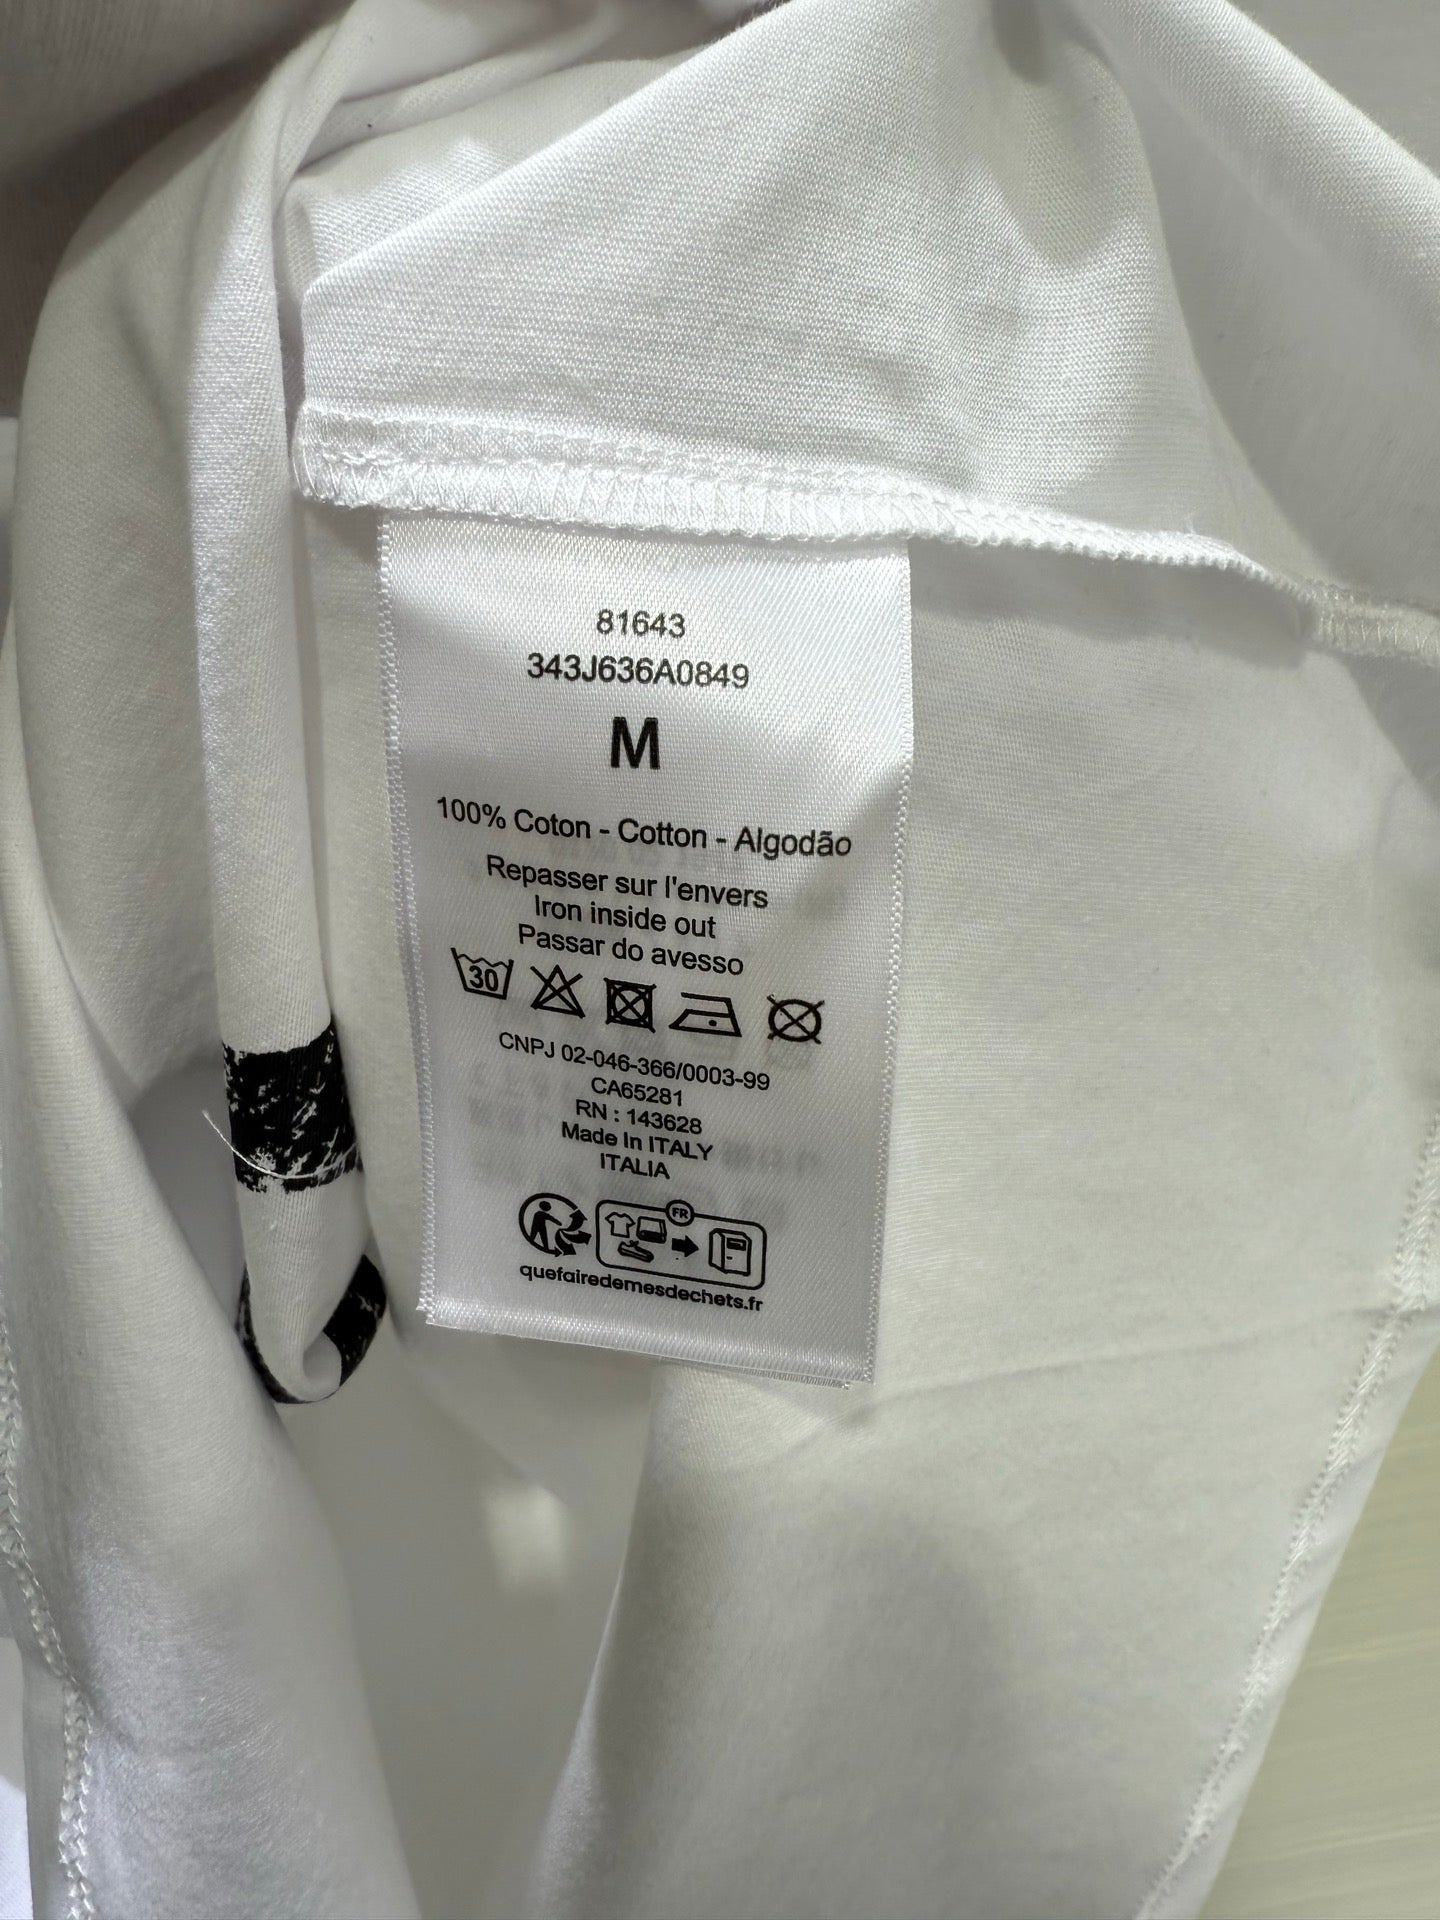 81643
343J636A0849
M
100% Coton - Cotton - Algodão
Repasser sur l'envers
Iron inside out
Passar do avesso
30
CNPJ 02-046-366/0003-99
CA65281
RN : 143628
Made In ITALY
ITALIA
FR
quefairedemesdechets.fr